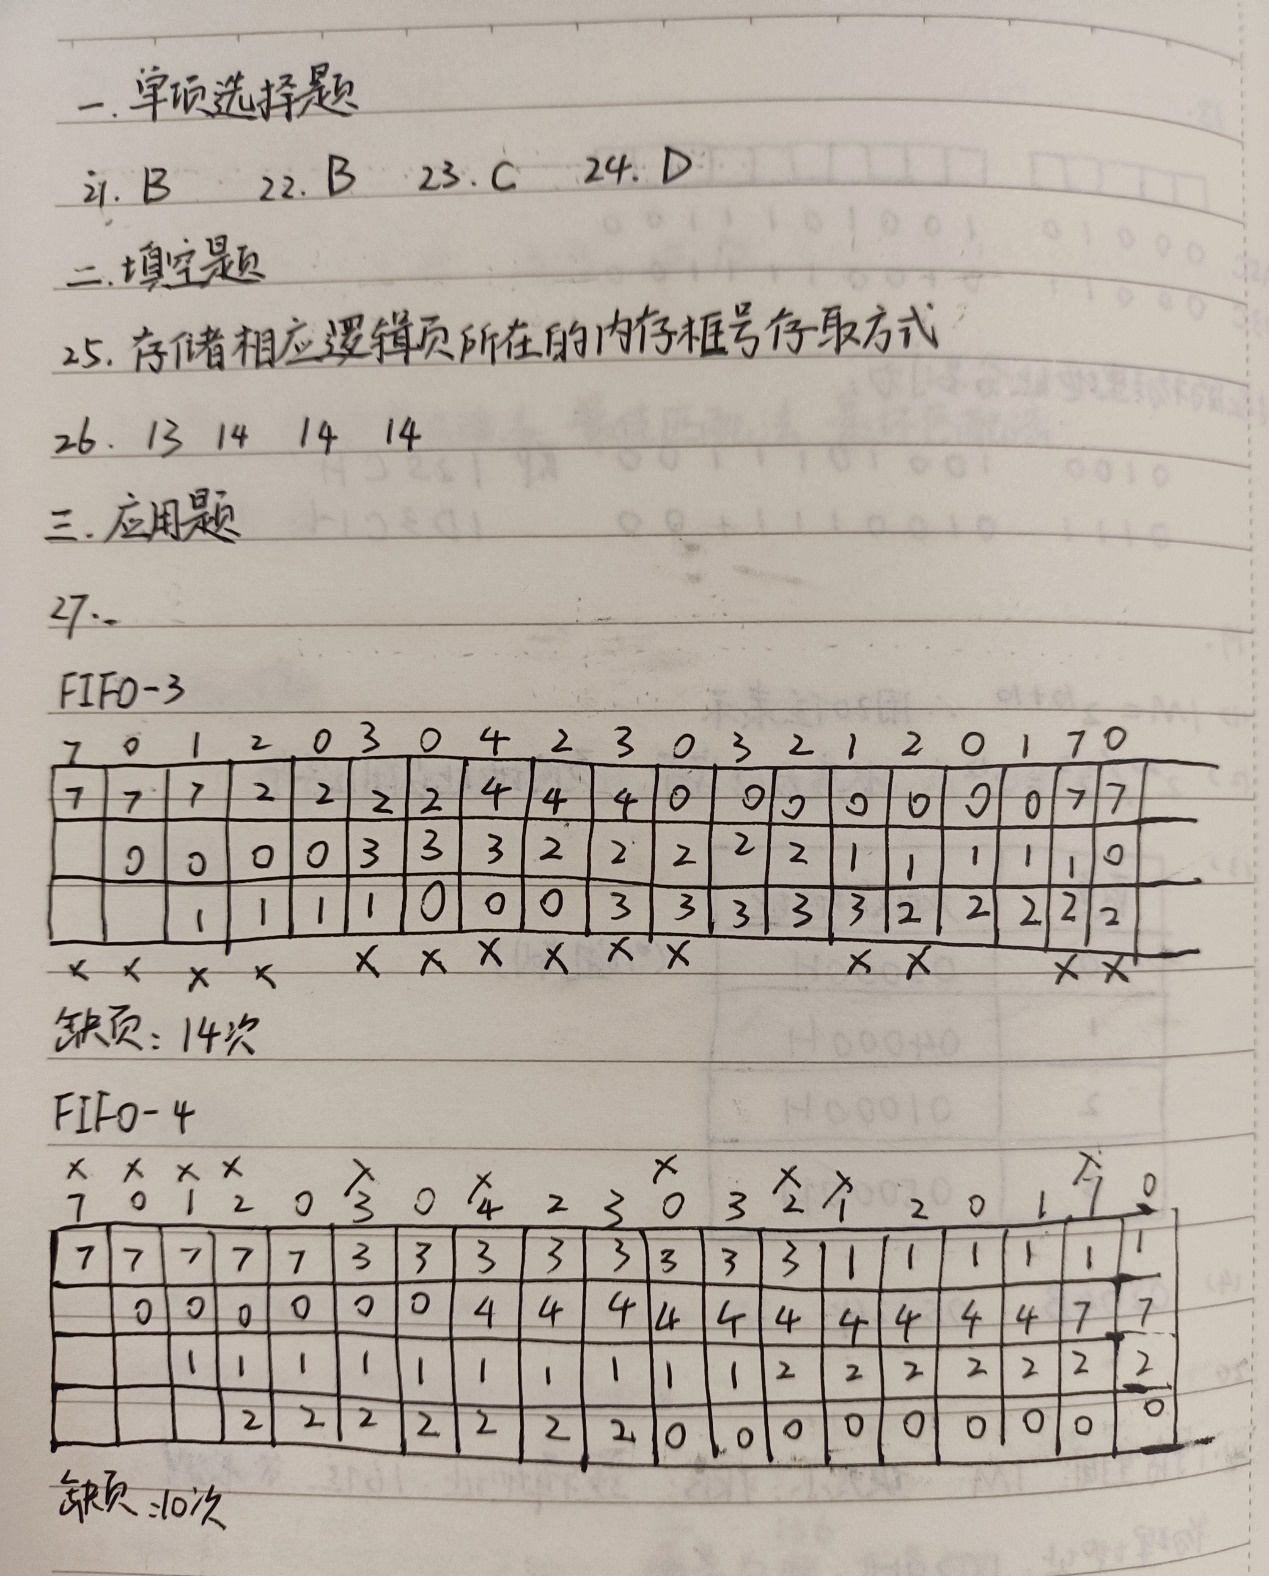 一.单项选择题
21. B 22. B 23. C 24. D
二.填空题
25. 存储相应逻辑页所在的内存框号存取方式
26. 13 14 14 14
三.应用题
27.
FIFO-3
7 0 1 2 0 3 0 4 2 3 0 3 2 1 2 0 1 7 0
7 7 7 2 2 2 2 4 4 4 0 0 0 0 0 0 0 7 7
0 0 0 0 3 3 3 2 2 2 2 2 1 1 1 1 1 0
1 1 1 1 0 0 0 3 3 3 3 3 2 2 2 2 2
× × × × × × × × × × × × × ×
缺页: 14次
FIFO-4
× × × × × × × × × ×
7 0 1 2 0 3 0 4 2 3 0 3 2 1 2 0 1 7 0
7 7 7 7 7 3 3 3 3 3 3 3 3 1 1 1 1 1 1
0 0 0 0 0 0 4 4 4 4 4 4 4 4 4 4 7 7
1 1 1 1 1 1 1 1 1 1 2 2 2 2 2 2 2
2 2 2 2 2 2 2 0 0 0 0 0 0 0 0 0
缺页:10次